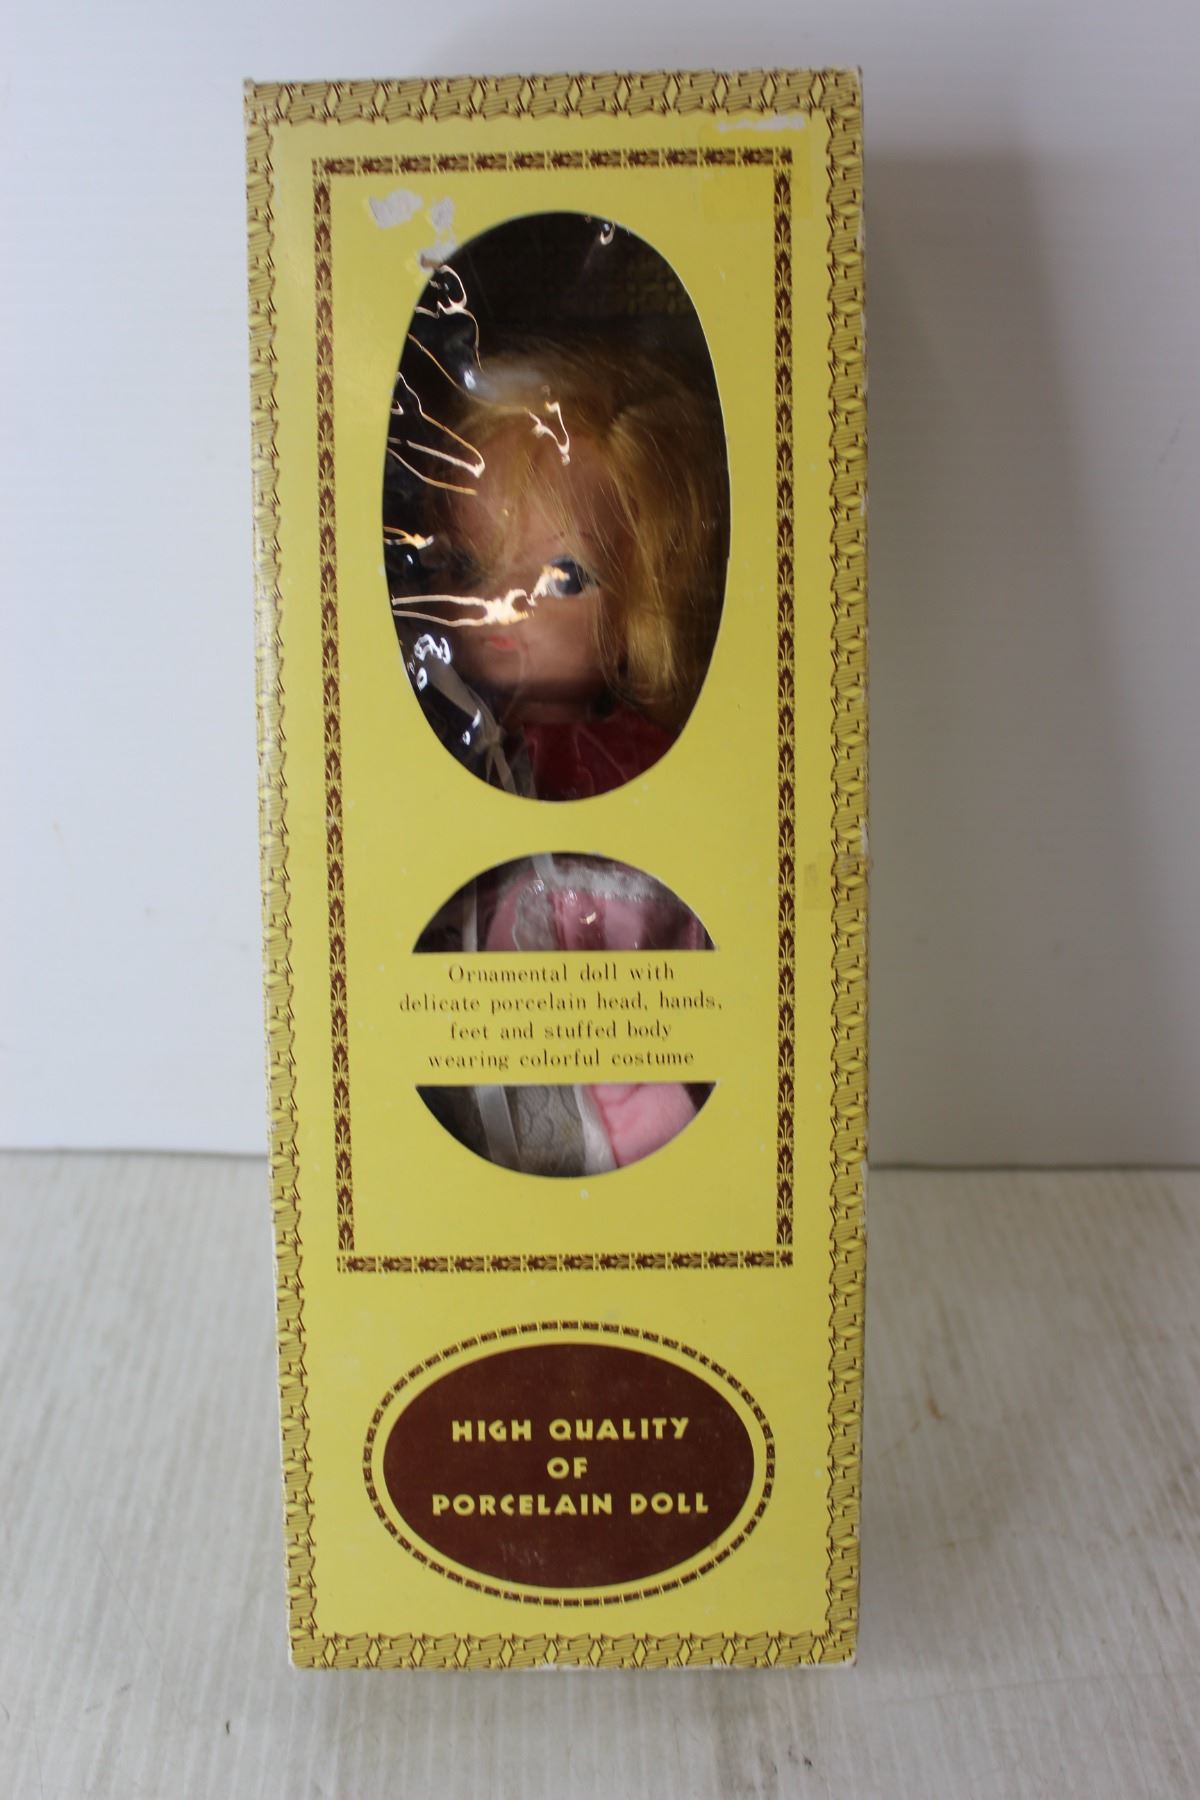 Ornamental doll with
delicate porcelain head, hands,
feet and stuffed body
wearing colorful costume
HIGH QUALITY
OF
PORCELAIN DOLL